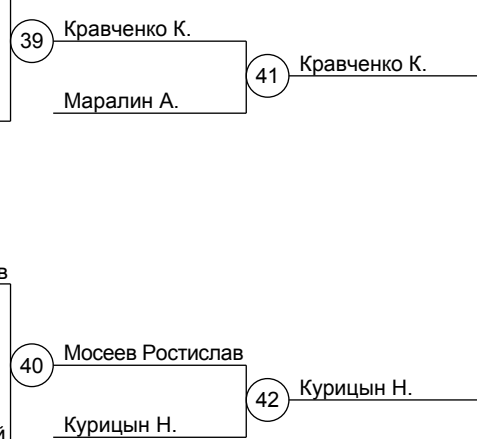 39
Кравченко К.
Маралин А.
41
Кравченко К.
в
40
Мосеев Ростислав
Курицын Н.
42
Курицын Н.
й